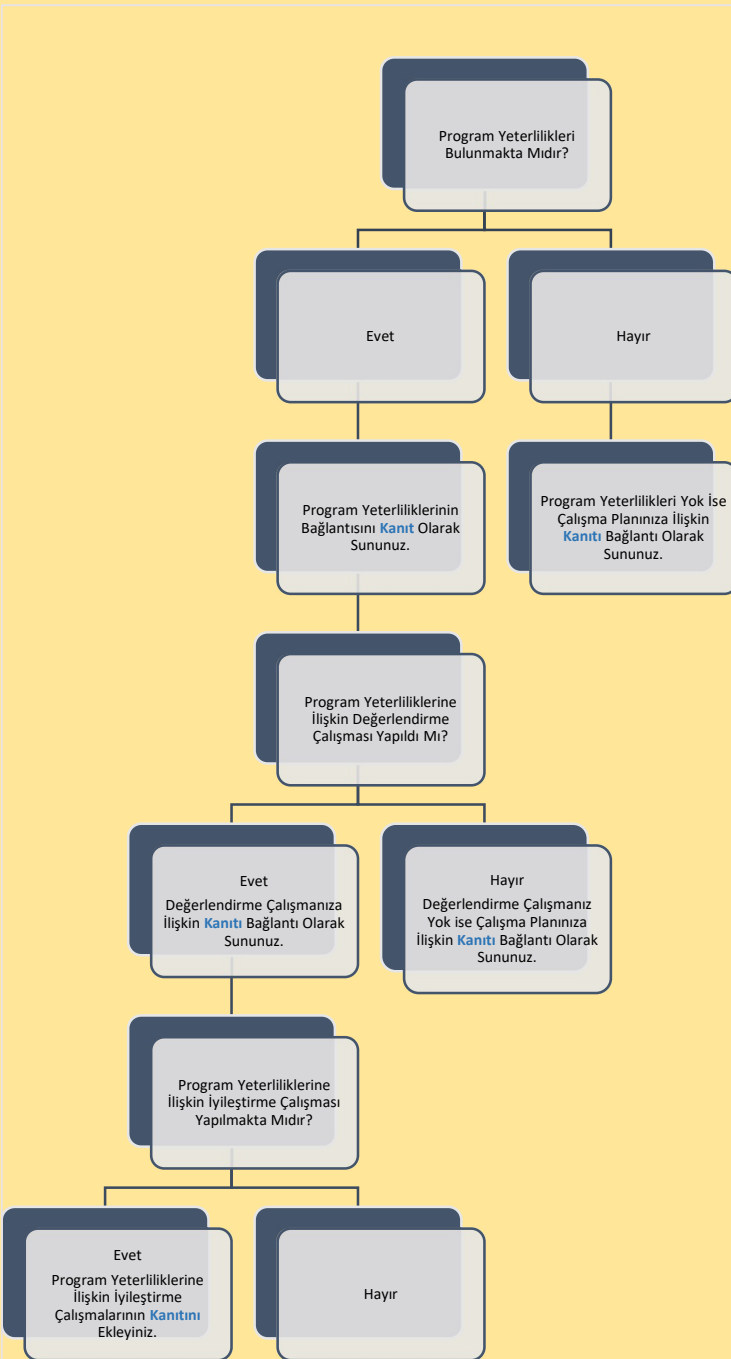 Program Yeterlilikleri
Bulunmakta Mıdır?
Evet
Hayır
Program Yeterliliklerinin
Bağlantısını Kanıt Olarak
Sununuz.
Program Yeterlilikleri Yok İse
Çalışma Planınıza İlişkin
Kanıtı Bağlantı Olarak
Sununuz.
Program Yeterliliklerine
İlişkin Değerlendirme
Çalışması Yapıldı Mı?
Evet
Değerlendirme Çalışmanıza
İlişkin Kanıtı Bağlantı Olarak
Sununuz.
Hayır
Değerlendirme Çalışmanız
Yok ise Çalışma Planınıza
İlişkin Kanıtı Bağlantı Olarak
Sununuz.
Program Yeterliliklerine
İlişkin İyileştirme Çalışması
Yapılmakta Mıdır?
Evet
Program Yeterliliklerine
İlişkin İyileştirme
Çalışmalarının Kanıtını
Ekleyiniz.
Hayır